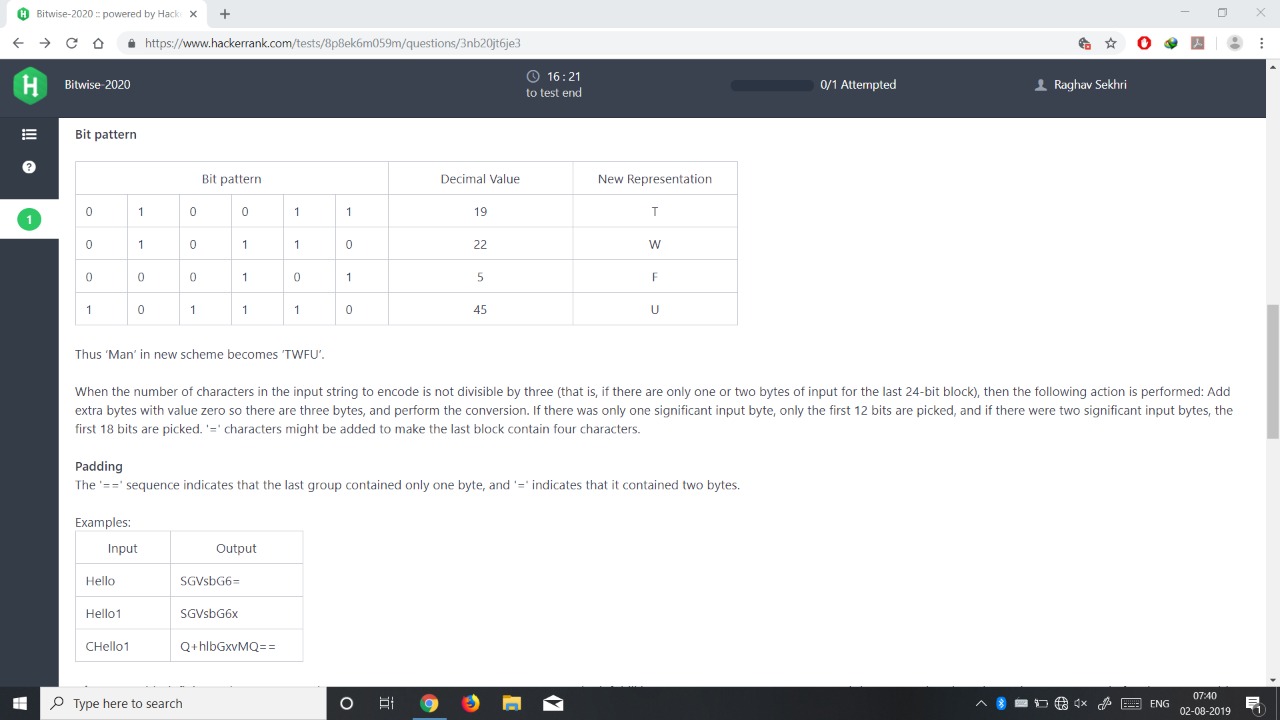 Bitwise-2020 :: powered by Hack
https://www.hackerrank.com/tests/8p8ek6m059m/questions/3nb20jt6je3
Bitwise-2020
16 : 21
to test end
0/1 Attempted
Raghav Sekhri
1
Bit pattern
Bit pattern Decimal Value New Representation
0 1 0 0 1 1 19 T
0 1 0 1 1 0 22 W
0 0 0 1 0 1 5 F
1 0 1 1 1 0 45 U
Thus 'Man' in new scheme becomes 'TWFU'.
When the number of characters in the input string to encode is not divisible by three (that is, if there are only one or two bytes of input for the last 24-bit block), then the following action is performed: Add
extra bytes with value zero so there are three bytes, and perform the conversion. If there was only one significant input byte, only the first 12 bits are picked, and if there were two significant input bytes, the
first 18 bits are picked. '=' characters might be added to make the last block contain four characters.
Padding
The '==' sequence indicates that the last group contained only one byte, and '=' indicates that it contained two bytes.
Examples:
Input Output
Hello SGVsbG6=
Hello1 SGVsbG6x
CHello1 Q+hlbGxvMQ==
Type here to search
ENG
07:40
02-08-2019
1